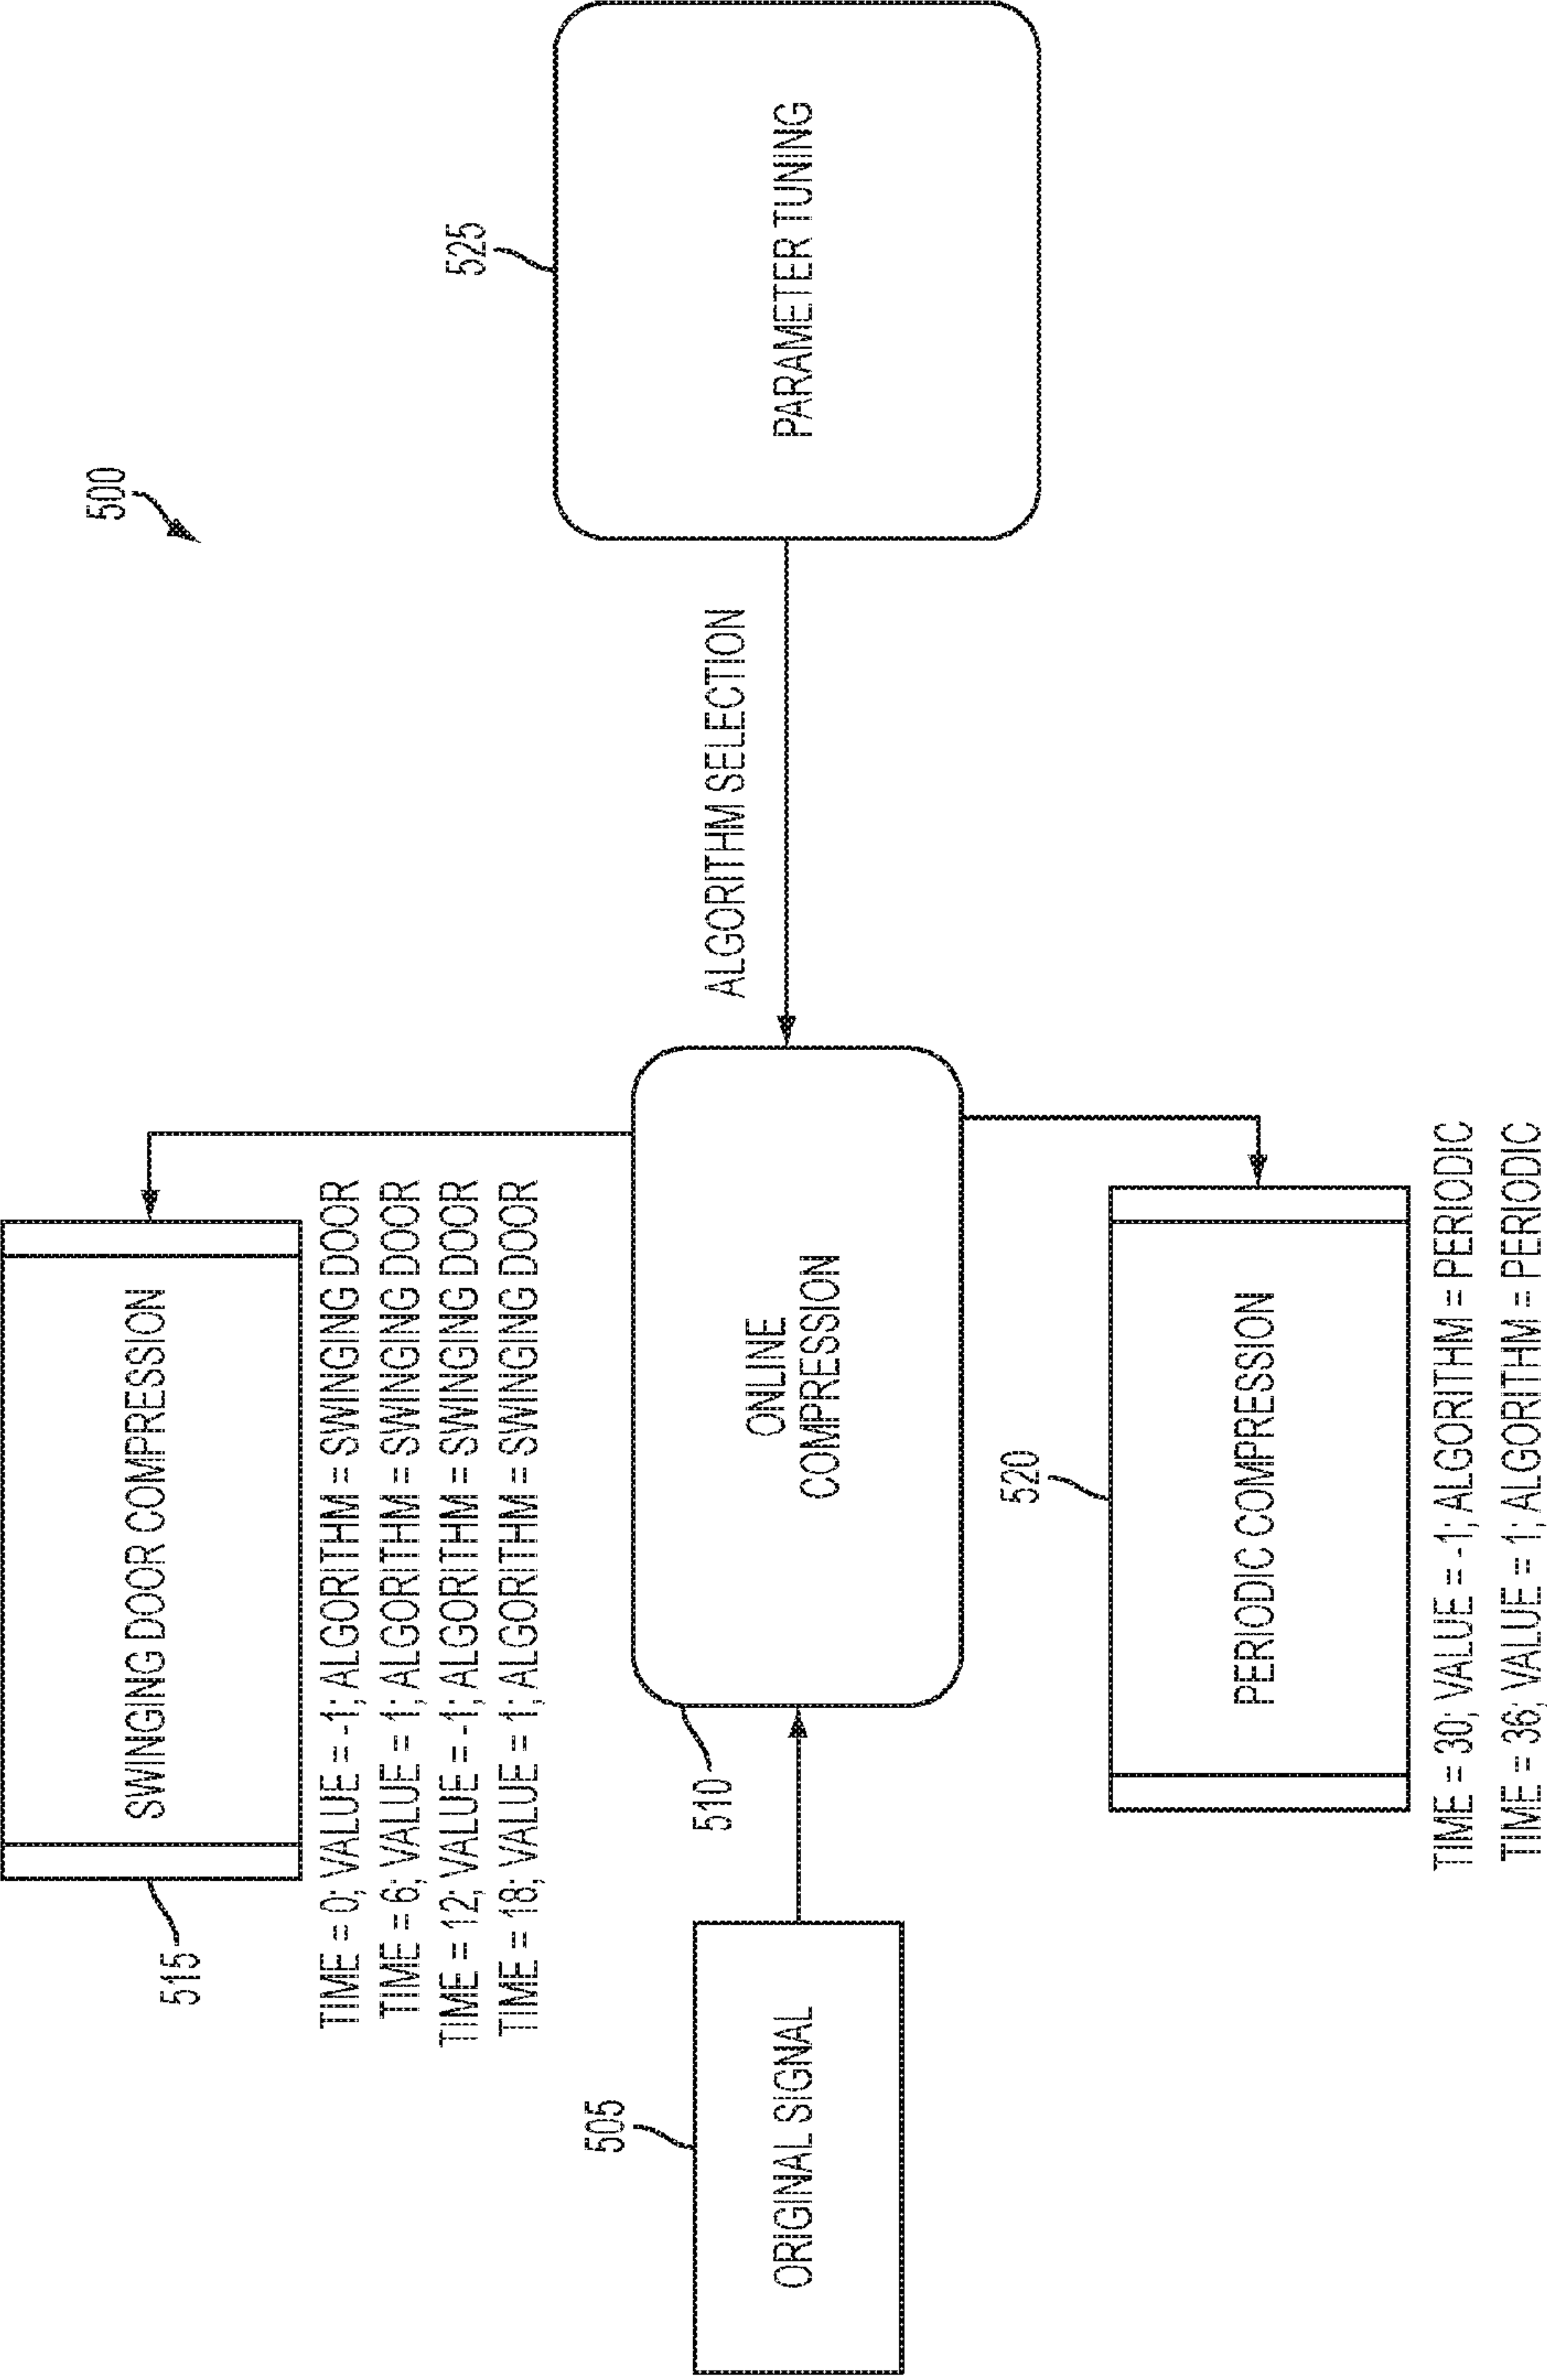 500
515
SWINGING DOOR COMPRESSION
TIME = 0; VALUE = -1; ALGORITHM = SWINGING DOOR
TIME = 6; VALUE = 1; ALGORITHM = SWINGING DOOR
TIME = 12; VALUE = -1; ALGORITHM = SWINGING DOOR
TIME = 18; VALUE = 1; ALGORITHM = SWINGING DOOR
505
ORIGINAL SIGNAL
510
ONLINE
COMPRESSION
ALGORITHM SELECTION
525
PARAMETER TUNING
520
PERIODIC COMPRESSION
TIME = 30; VALUE = -1; ALGORITHM = PERIODIC
TIME = 36; VALUE = 1; ALGORITHM = PERIODIC